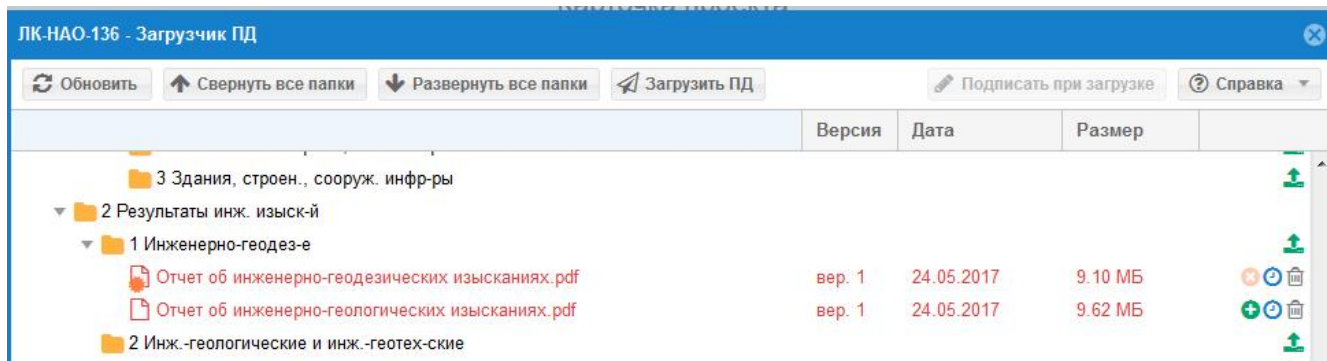 Карточка проекта
ЛК-НАО-136 - Загрузчик ПД
Обновить Свернуть все папки Развернуть все папки Загрузить ПД Подписать при загрузке Справка
Версия Дата Размер
3 Здания, строен., сооруж. инфр-ры
2 Результаты инж. изыск-й
1 Инженерно-геодез-е
Отчет об инженерно-геодезических изысканиях.pdf вер. 1 24.05.2017 9.10 МБ
Отчет об инженерно-геологических изысканиях.pdf вер. 1 24.05.2017 9.62 МБ
2 Инж.-геологические и инж.-геотех-ские